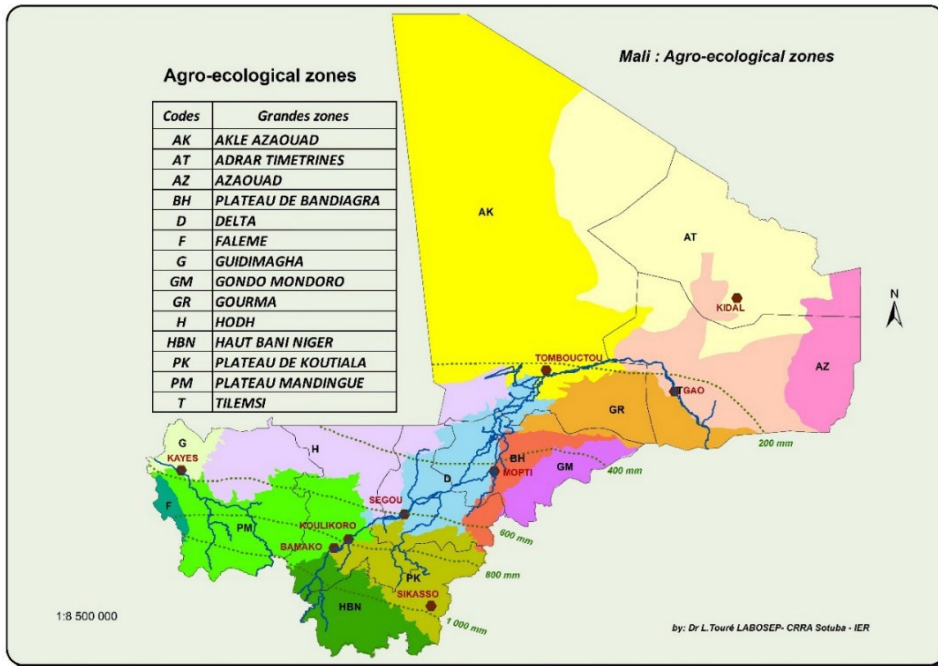 Mali : Agro-ecological zones
Agro-ecological zones
Codes Grandes zones
AK AKLE AZAOUAD
AT ADRAR TIMETRINES
AZ AZAOUAD
BH PLATEAU DE BANDIAGRA
D DELTA
F FALEME
G GUIDIMAGHA
GM GONDO MONDORO
GR GOURMA
H HODH
HBN HAUT BANI NIGER
PK PLATEAU DE KOUTIALA
PM PLATEAU MANDINGUE
T TILEMSI
AK
AT
KIDAL
N
TOMBOUCTOU
AZ
TGAO
GR
200 mm
G
KAYES
H
BH
400 mm
MOPTI
GM
D
F
SEGOU
PM
KOULIKORO
600 mm
BAMAKO
PK
800 mm
SIKASSO
HBN
1 000 mm
1:8 500 000
by: Dr L.Touré LABOSEP- CRRA Sotuba - IER